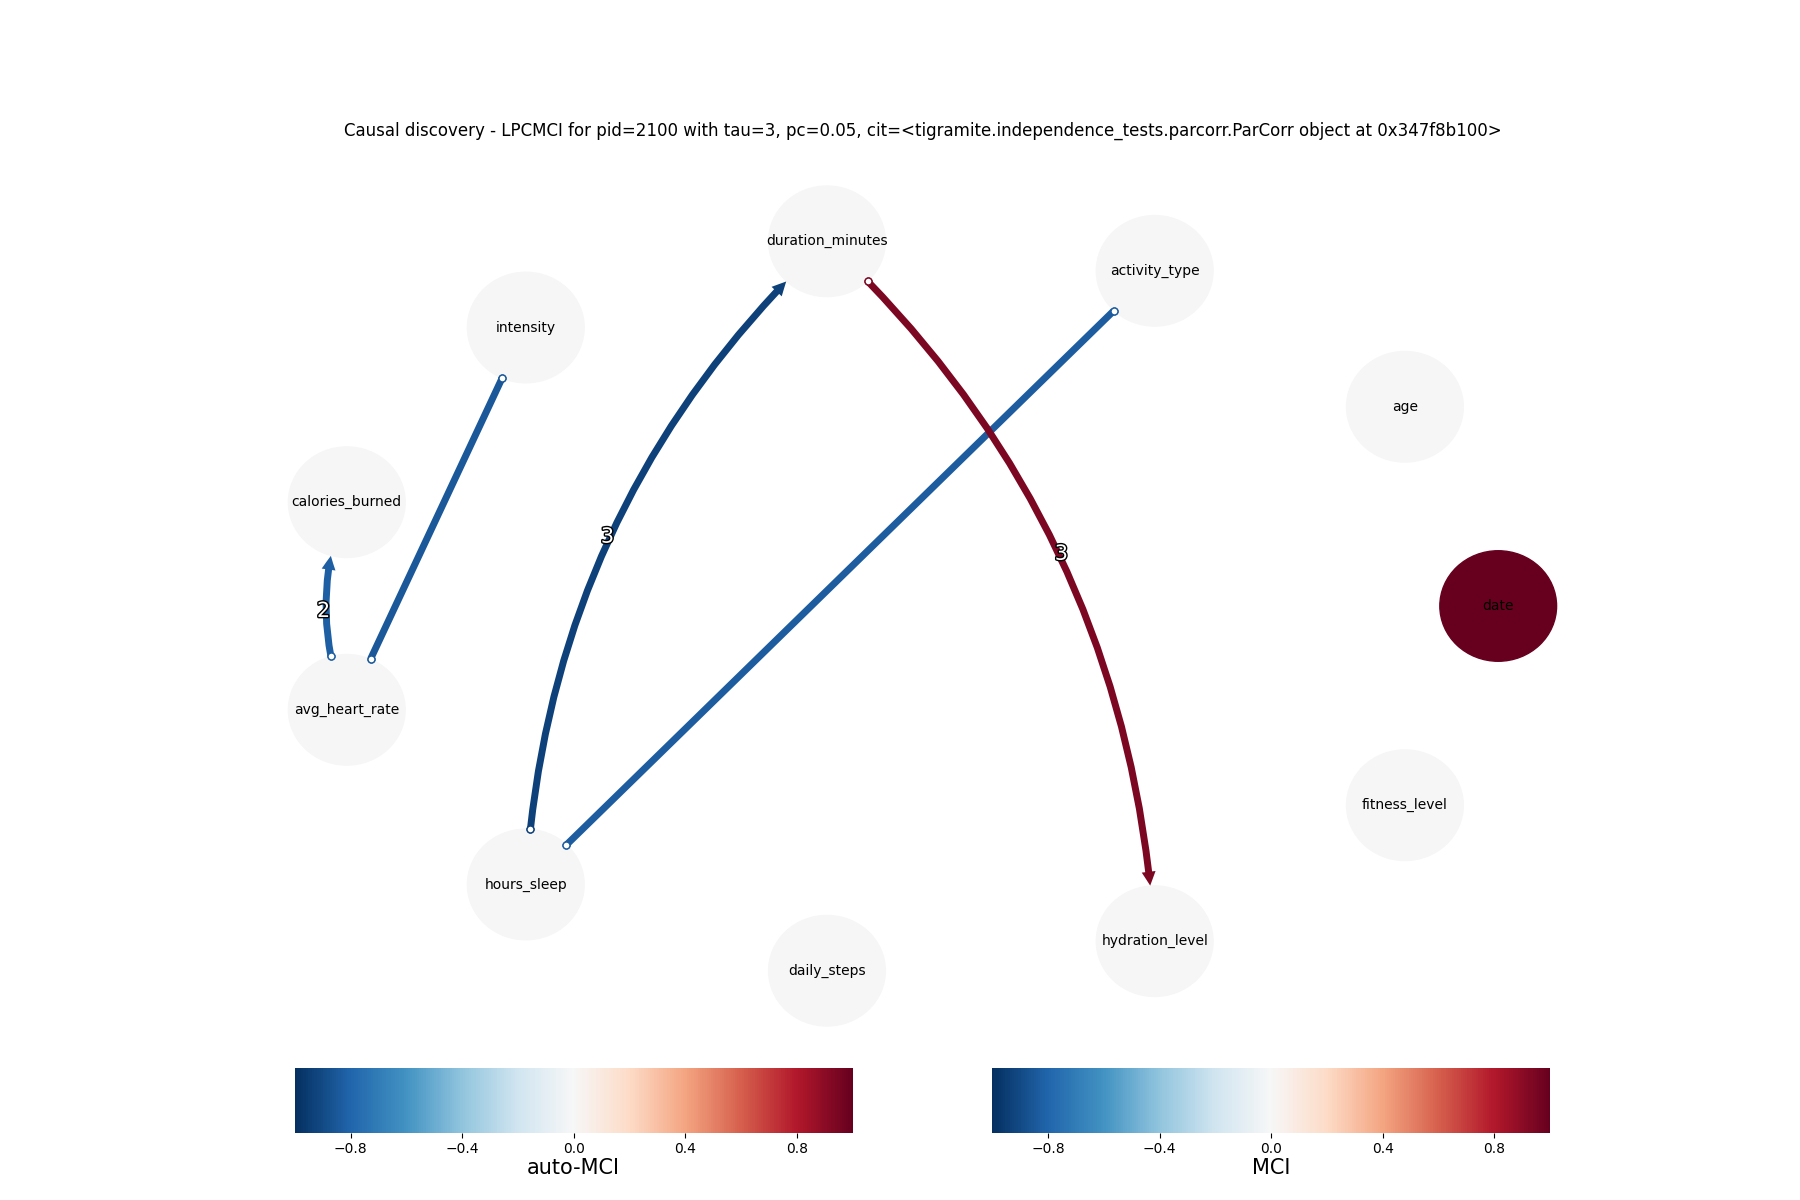 Causal discovery - LPCMCI for pid=2100 with tau=3, pc=0.05, cit=<tigramite.independence_tests.parcorr.ParCorr object at 0x347f8b100>
duration_minutes
activity_type
intensity
age
calories_burned
3
3
date
2
avg_heart_rate
fitness_level
hours_sleep
hydration_level
daily_steps
−0.8 −0.4 0.0 0.4 0.8
auto-MCI
−0.8 −0.4 0.0 0.4 0.8
MCI